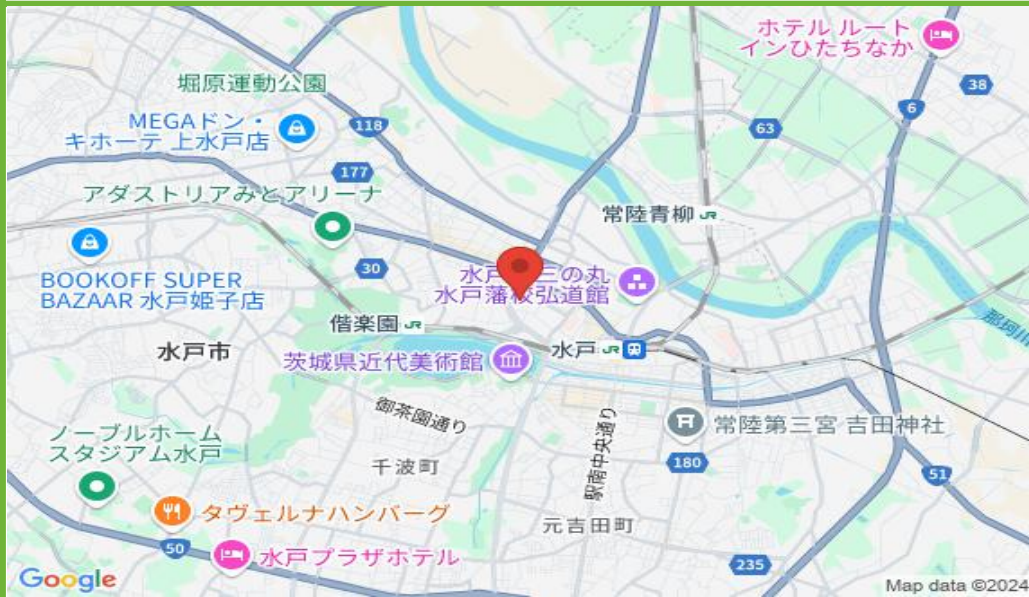 ホテル ルート
インひたちなか
38
堀原運動公園
6
MEGAドン・
キホーテ 上水戸店
118
63
177
アダストリアみとアリーナ
常陸青柳 JR
30
BOOKOFF SUPER
BAZAAR 水戸姫子店
水戸
三の丸
水戸藩校弘道館
偕楽園 JR
那珂川
水戸市
水戸 JR
茨城県近代美術館
御茶園通り
駅南中央通り
常陸第三宮 吉田神社
ノーブルホーム
スタジアム水戸
千波町
180
51
タヴェルナハンバーグ
元吉田町
50
水戸プラザホテル
235
Google
Map data ©2024